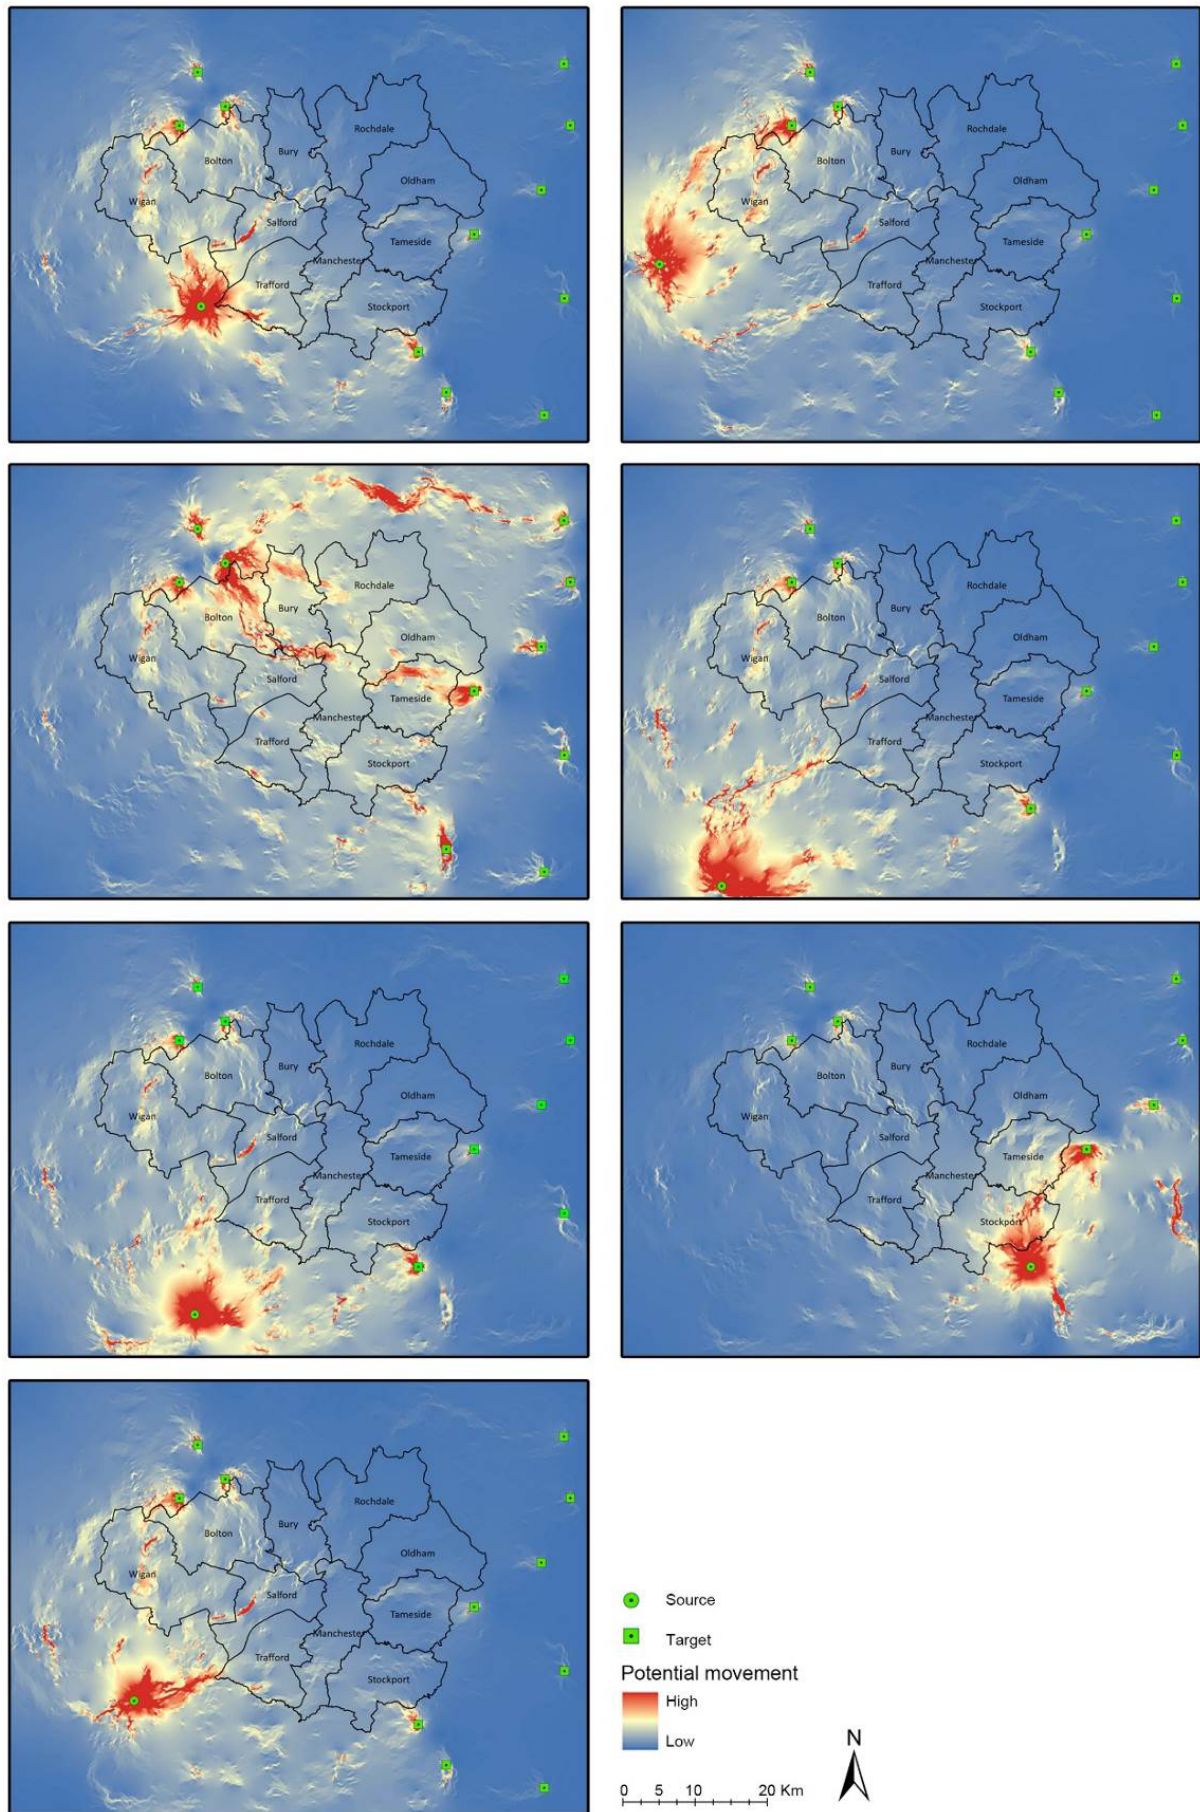 Rochdale
Bury
Bolton
Oldham
Wigan
Salford
Tameside
Manchester
Trafford
Stockport
Rochdale
Bury
Bolton
Oldham
Wigan
Salford
Tameside
Manchester
Trafford
Stockport
Rochdale
Bury
Bolton
Oldham
Wigan
Salford
Tameside
Manchester
Trafford
Stockport
Rochdale
Bury
Bolton
Oldham
Wigan
Salford
Tameside
Manchester
Trafford
Stockport
Rochdale
Bury
Bolton
Oldham
Wigan
Salford
Tameside
Manchester
Trafford
Stockport
Rochdale
Bury
Bolton
Oldham
Wigan
Salford
Tameside
Manchester
Trafford
Stockport
Rochdale
Bury
Bolton
Oldham
Wigan
Salford
Tameside
Manchester
Trafford
Stockport
Source
Target
Potential movement
High
Low
N
0 5 10 20 Km